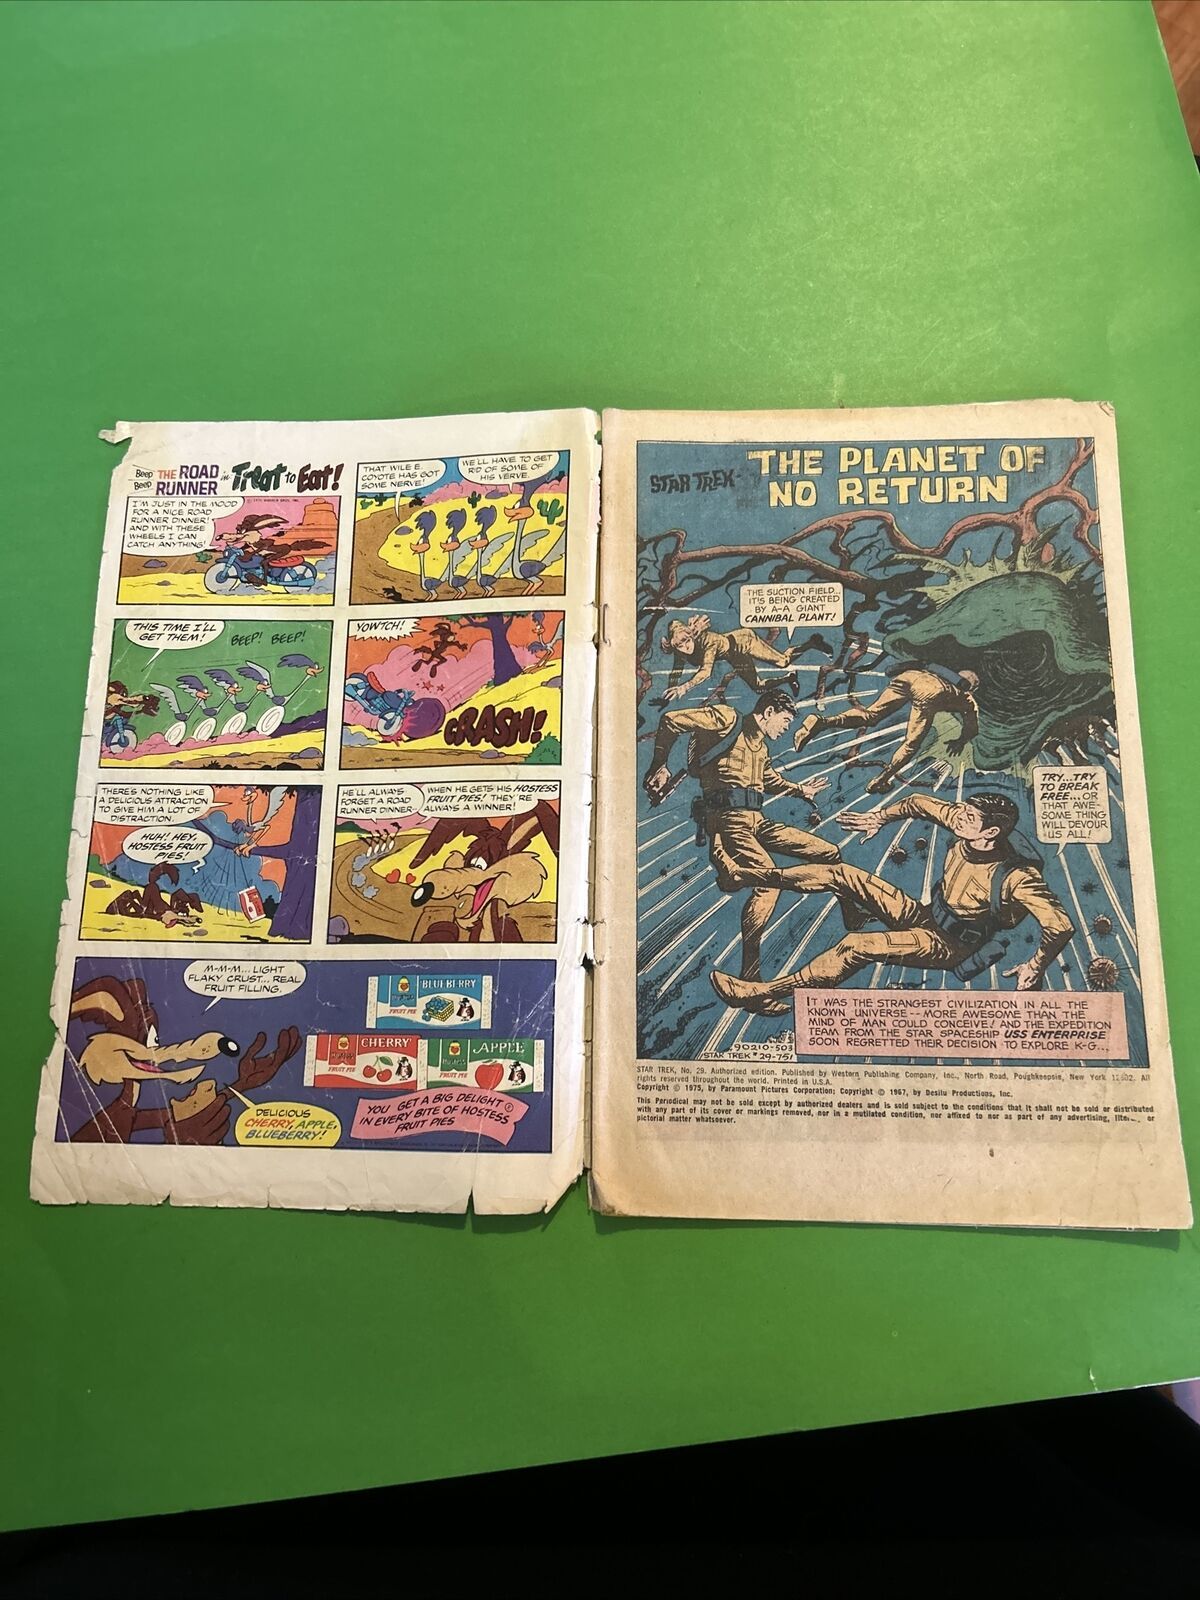 Beep Beep THE ROAD RUNNER in Treat to Eat!
I'M JUST IN THE MOOD
FOR A NICE ROAD
RUNNER DINNER!
AND WITH THESE
WHEELS I CAN
CATCH ANYTHING!
THAT WILE E.
COYOTE HAS GOT
SOME NERVE!
WE'LL HAVE TO GET
RID OF SOME OF
HIS VERVE.
THIS TIME I'LL
GET THEM!
BEEP! BEEP!
YOWTCH!
CRASH!
THERE'S NOTHING LIKE
A DELICIOUS ATTRACTION
TO GIVE HIM A LOT OF
DISTRACTION.
HUH! HEY,
HOSTESS FRUIT
PIES!
HE'LL ALWAYS
FORGET A ROAD
RUNNER DINNER--
WHEN HE GETS HIS HOSTESS
FRUIT PIES! THEY'RE
ALWAYS A WINNER!
M-M-M... LIGHT
FLAKY CRUST... REAL
FRUIT FILLING.
BLUEBERRY
FRUIT PIE
CHERRY
HOSTESS
FRUIT PIE
APPLE
HOSTESS
FRUIT PIE
DELICIOUS
CHERRY, APPLE,
BLUEBERRY!
YOU GET A BIG DELIGHT
IN EVERY BITE OF HOSTESS®
FRUIT PIES
STAR TREK
THE PLANET OF
NO RETURN
THE SUCTION FIELD...
IT'S BEING CREATED
BY A-A GIANT
CANNIBAL PLANT!
TRY...TRY
TO BREAK
FREE...OR
THAT AWE-
SOME THING
WILL DEVOUR
US ALL!
IT WAS THE STRANGEST CIVILIZATION IN ALL THE
KNOWN UNIVERSE -- MORE AWESOME THAN THE
MIND OF MAN COULD CONCEIVE! AND THE EXPEDITION
TEAM FROM THE STAR SPACESHIP USS ENTERPRISE
SOON REGRETTED THEIR DECISION TO EXPLORE K-G...
90210-503
STAR TREK #29-751
STAR TREK, No. 29. Authorized edition. Published by Western Publishing Company, Inc., North Road, Poughkeepsie, New York 12602. All
rights reserved throughout the world. Printed in U.S.A.
Copyright © 1975, by Paramount Pictures Corporation; Copyright © 1967, by Desilu Productions, Inc.
This Periodical may not be sold except by authorized dealers and is sold subject to the conditions that it shall not be sold or distributed
with any part of its cover or markings removed, nor in a mutilated condition, nor affixed to nor as part of any advertising, or
pictorial matter whatsoever.